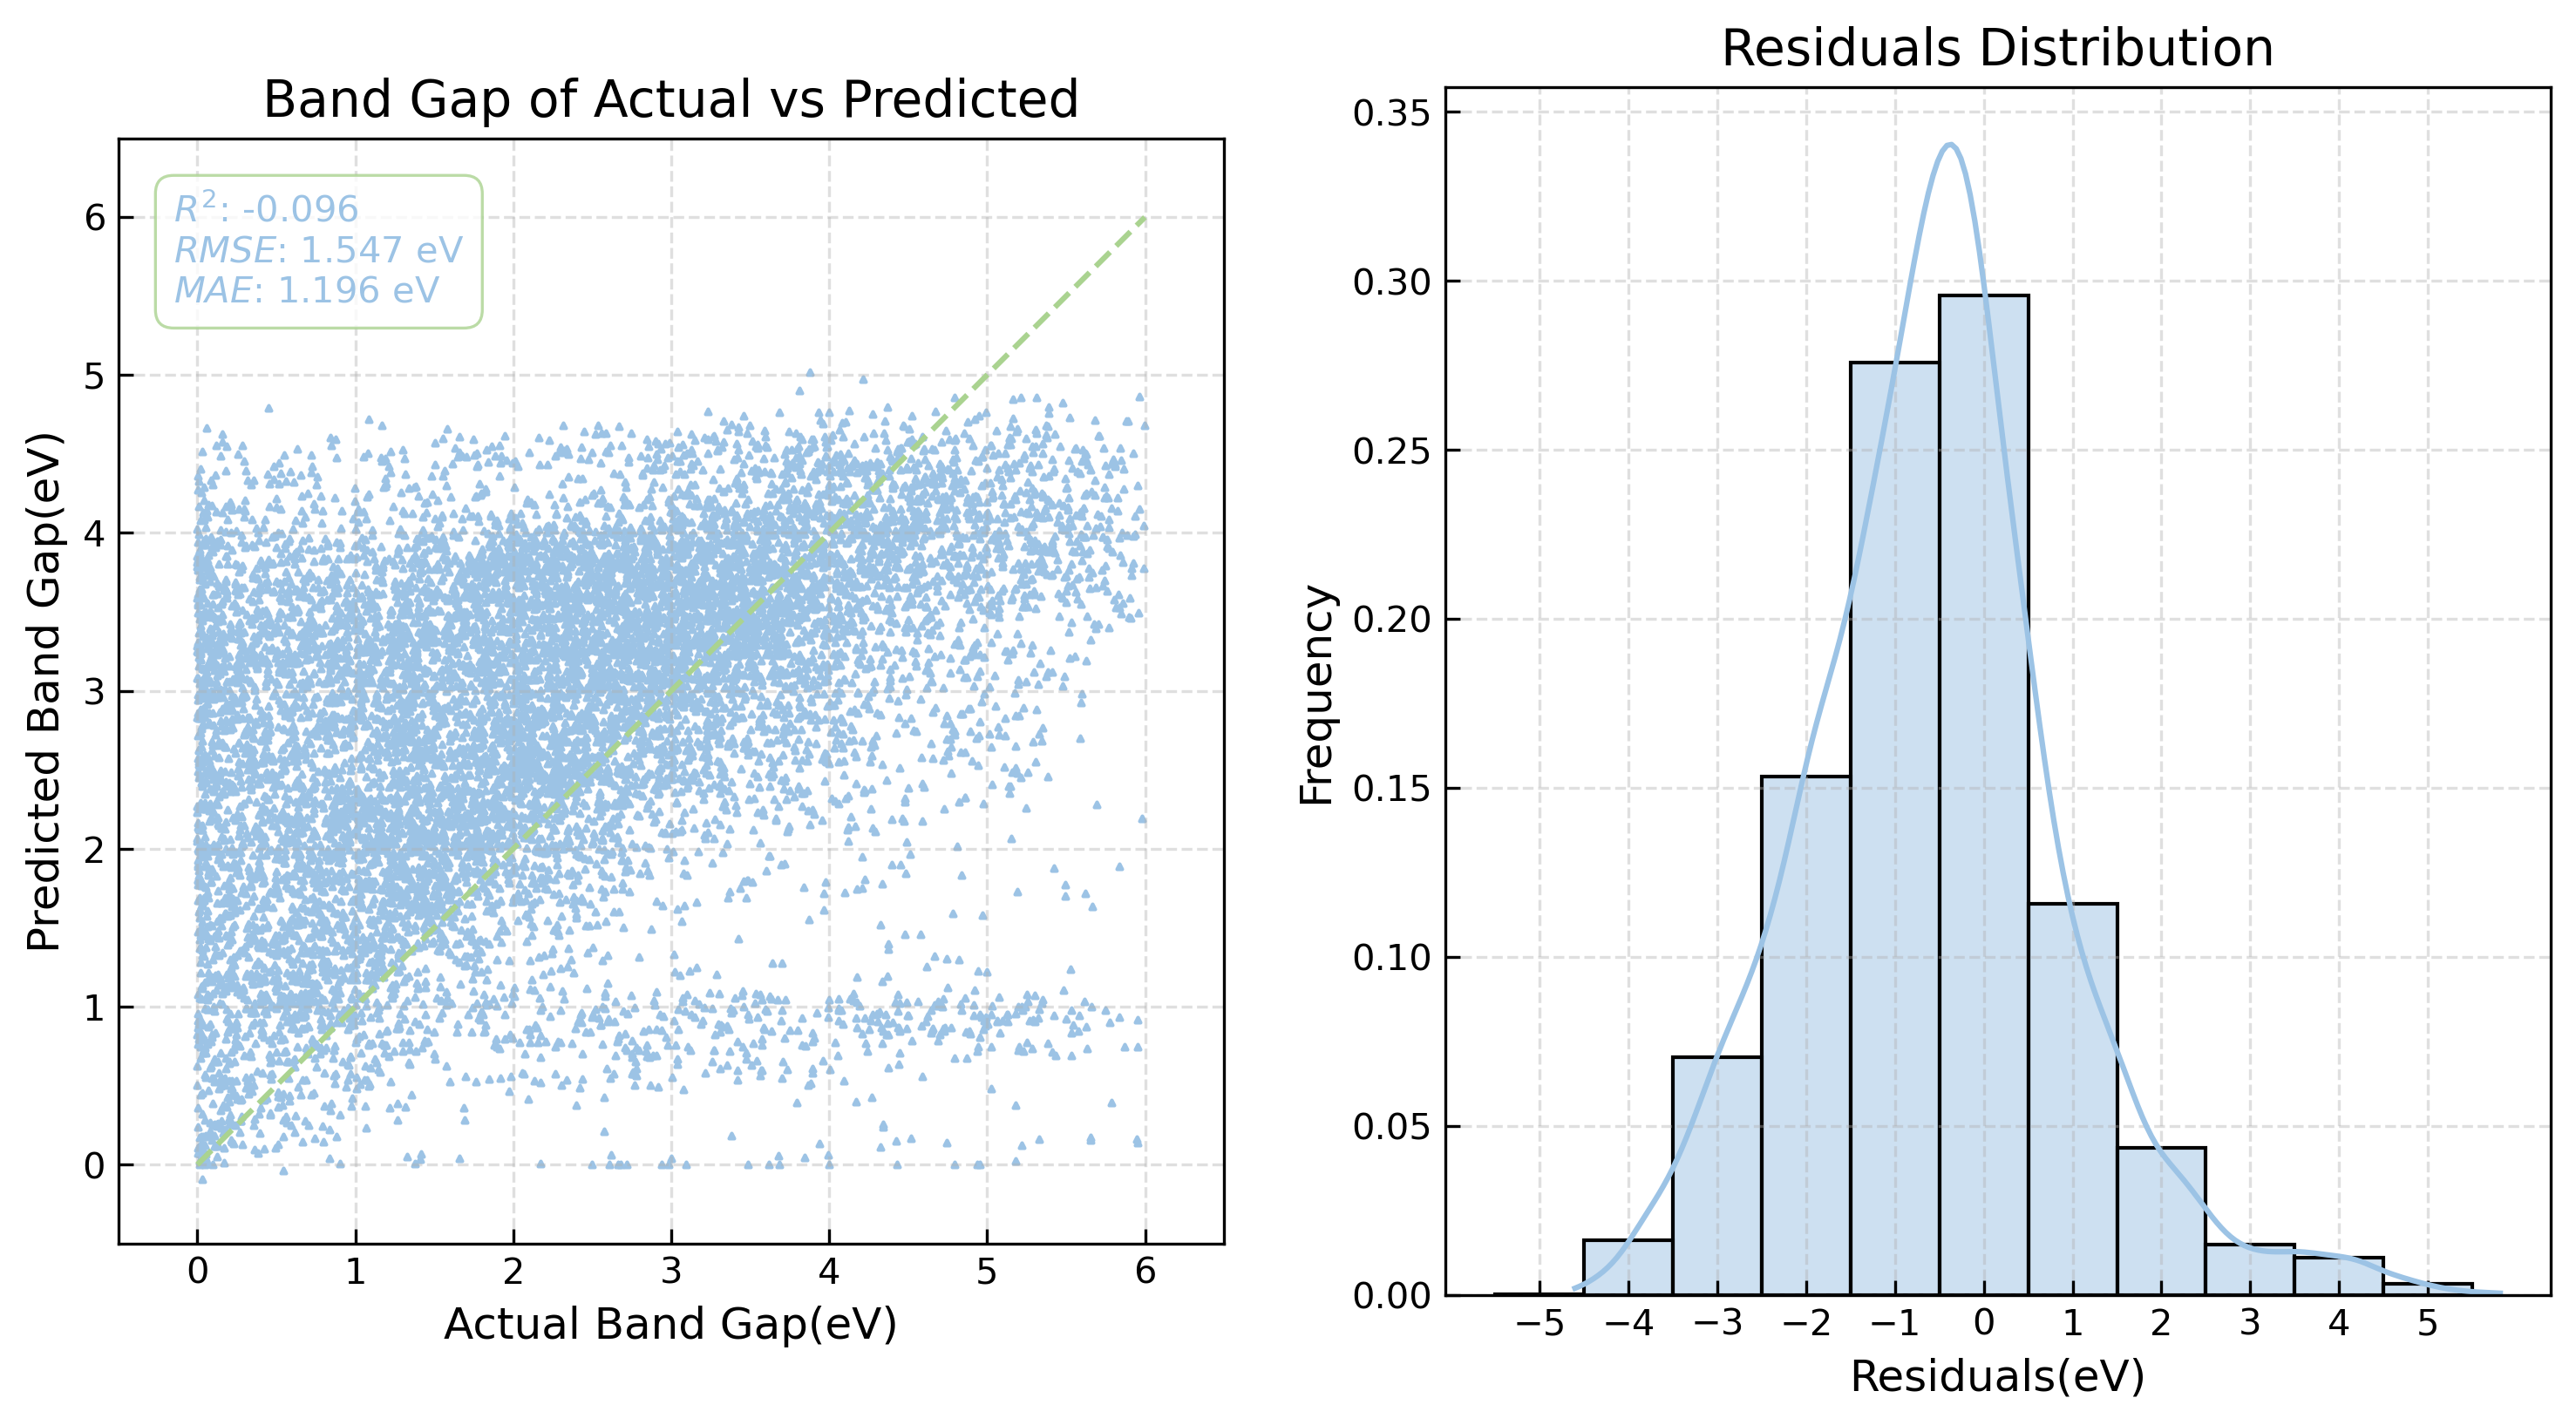 Band Gap of Actual vs Predicted
R²: -0.096
RMSE: 1.547 eV
MAE: 1.196 eV
Predicted Band Gap(eV)
6
5
4
3
2
1
0
0 1 2 3 4 5 6
Actual Band Gap(eV)
Residuals Distribution
Frequency
0.35
0.30
0.25
0.20
0.15
0.10
0.05
0.00
−5 −4 −3 −2 −1 0 1 2 3 4 5
Residuals(eV)